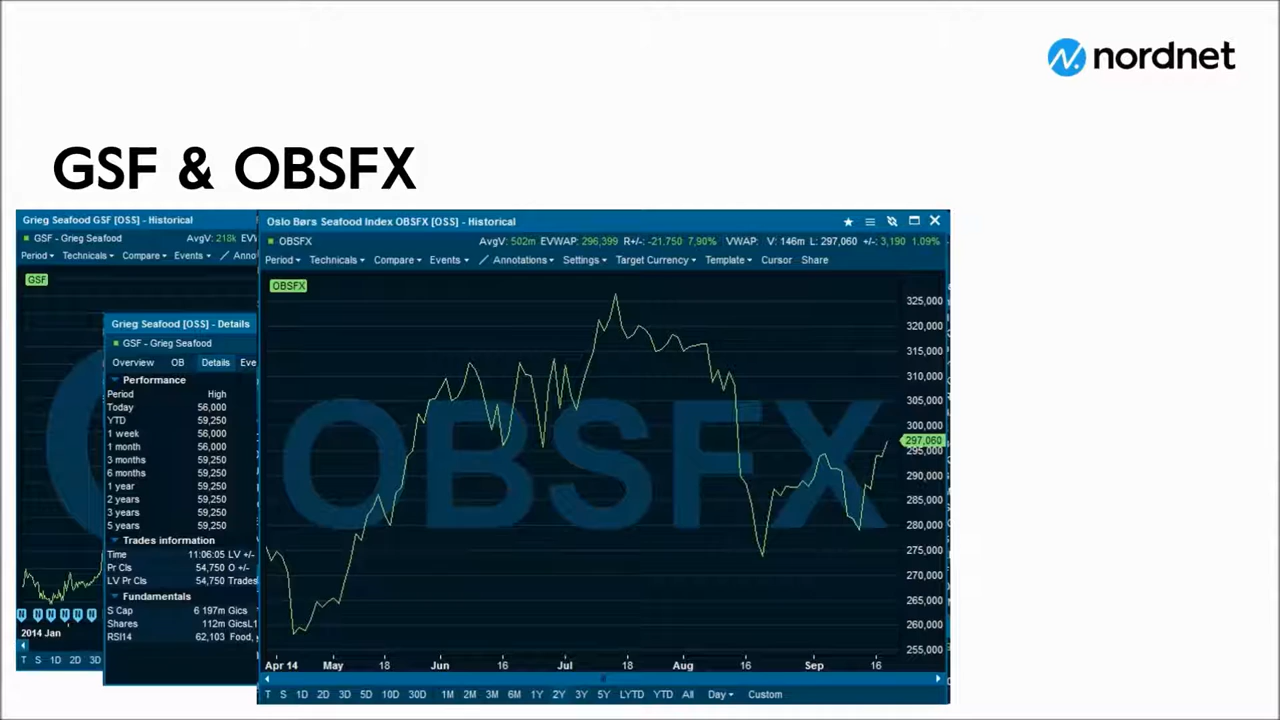 nordnet
GSF & OBSFX
Grieg Seafood GSF [OSS] - Historical
GSF - Grieg Seafood AvgV: 218k
Period Technicals Compare Events
GSF
Grieg Seafood [OSS] - Details
GSF - Grieg Seafood
Overview OB Details
Performance
Period High
Today 56,000
YTD 59,250
1 week 56,000
1 month 56,000
3 months 59,250
6 months 59,250
1 year 59,250
2 years 59,250
3 years 59,250
5 years 59,250
Trades information
Time 11:06:05 LV +/-
Pr Cls 54,750 O +/-
LV Pr Cls 54,750 Trades
Fundamentals
S Cap 6 197m Gics
Shares 112m GicsL1
RSI14 62,103 Food,
N N N N N
2014 Jan
T S 1D 2D 3D
Oslo Børs Seafood Index OBSFX [OSS] - Historical
OBSFX AvgV: 502m EVWAP: 296,399 R+/-: -21.750 7,90% VWAP: V: 146m L: 297,060 +/-: 3,190 1.09%
Period Technicals Compare Events Annotations Settings Target Currency Template Cursor Share
OBSFX
OBSFX
325,000
320,000
315,000
310,000
305,000
300,000
297,060
295,000
290,000
285,000
280,000
275,000
270,000
265,000
260,000
255,000
Apr 14 May 18 Jun 16 Jul 18 Aug 16 Sep 16
T S 1D 2D 3D 5D 10D 30D 1M 2M 3M 6M 1Y 2Y 3Y 5Y LYTD YTD All Day Custom